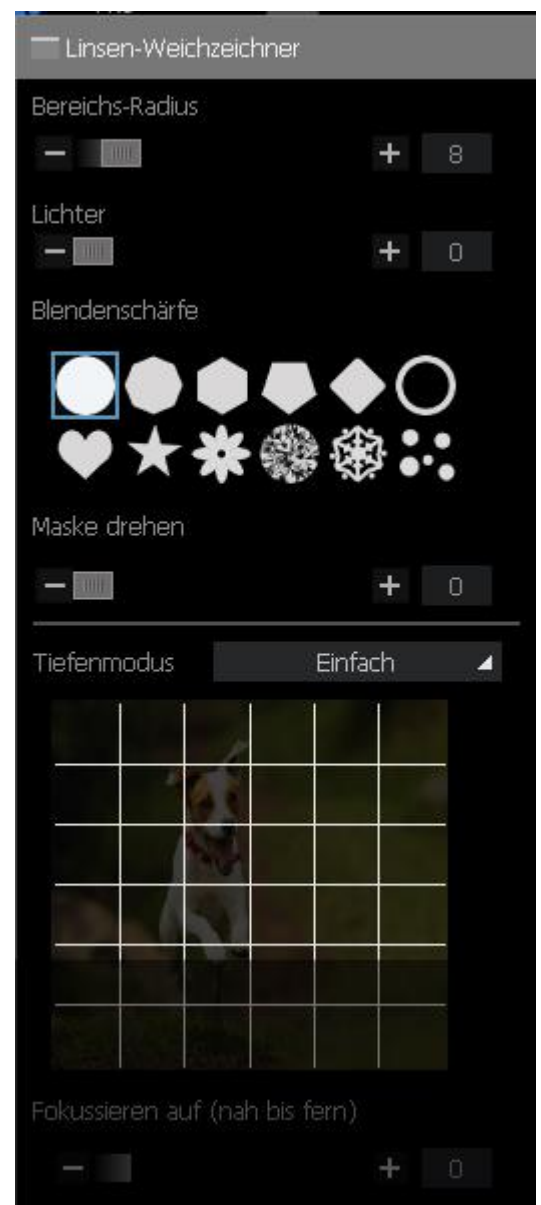 Linsen-Weichzeichner
Bereichs-Radius
8
Lichter
0
Blendenschärfe
Maske drehen
0
Tiefenmodus Einfach
Fokussieren auf (nah bis fern)
0